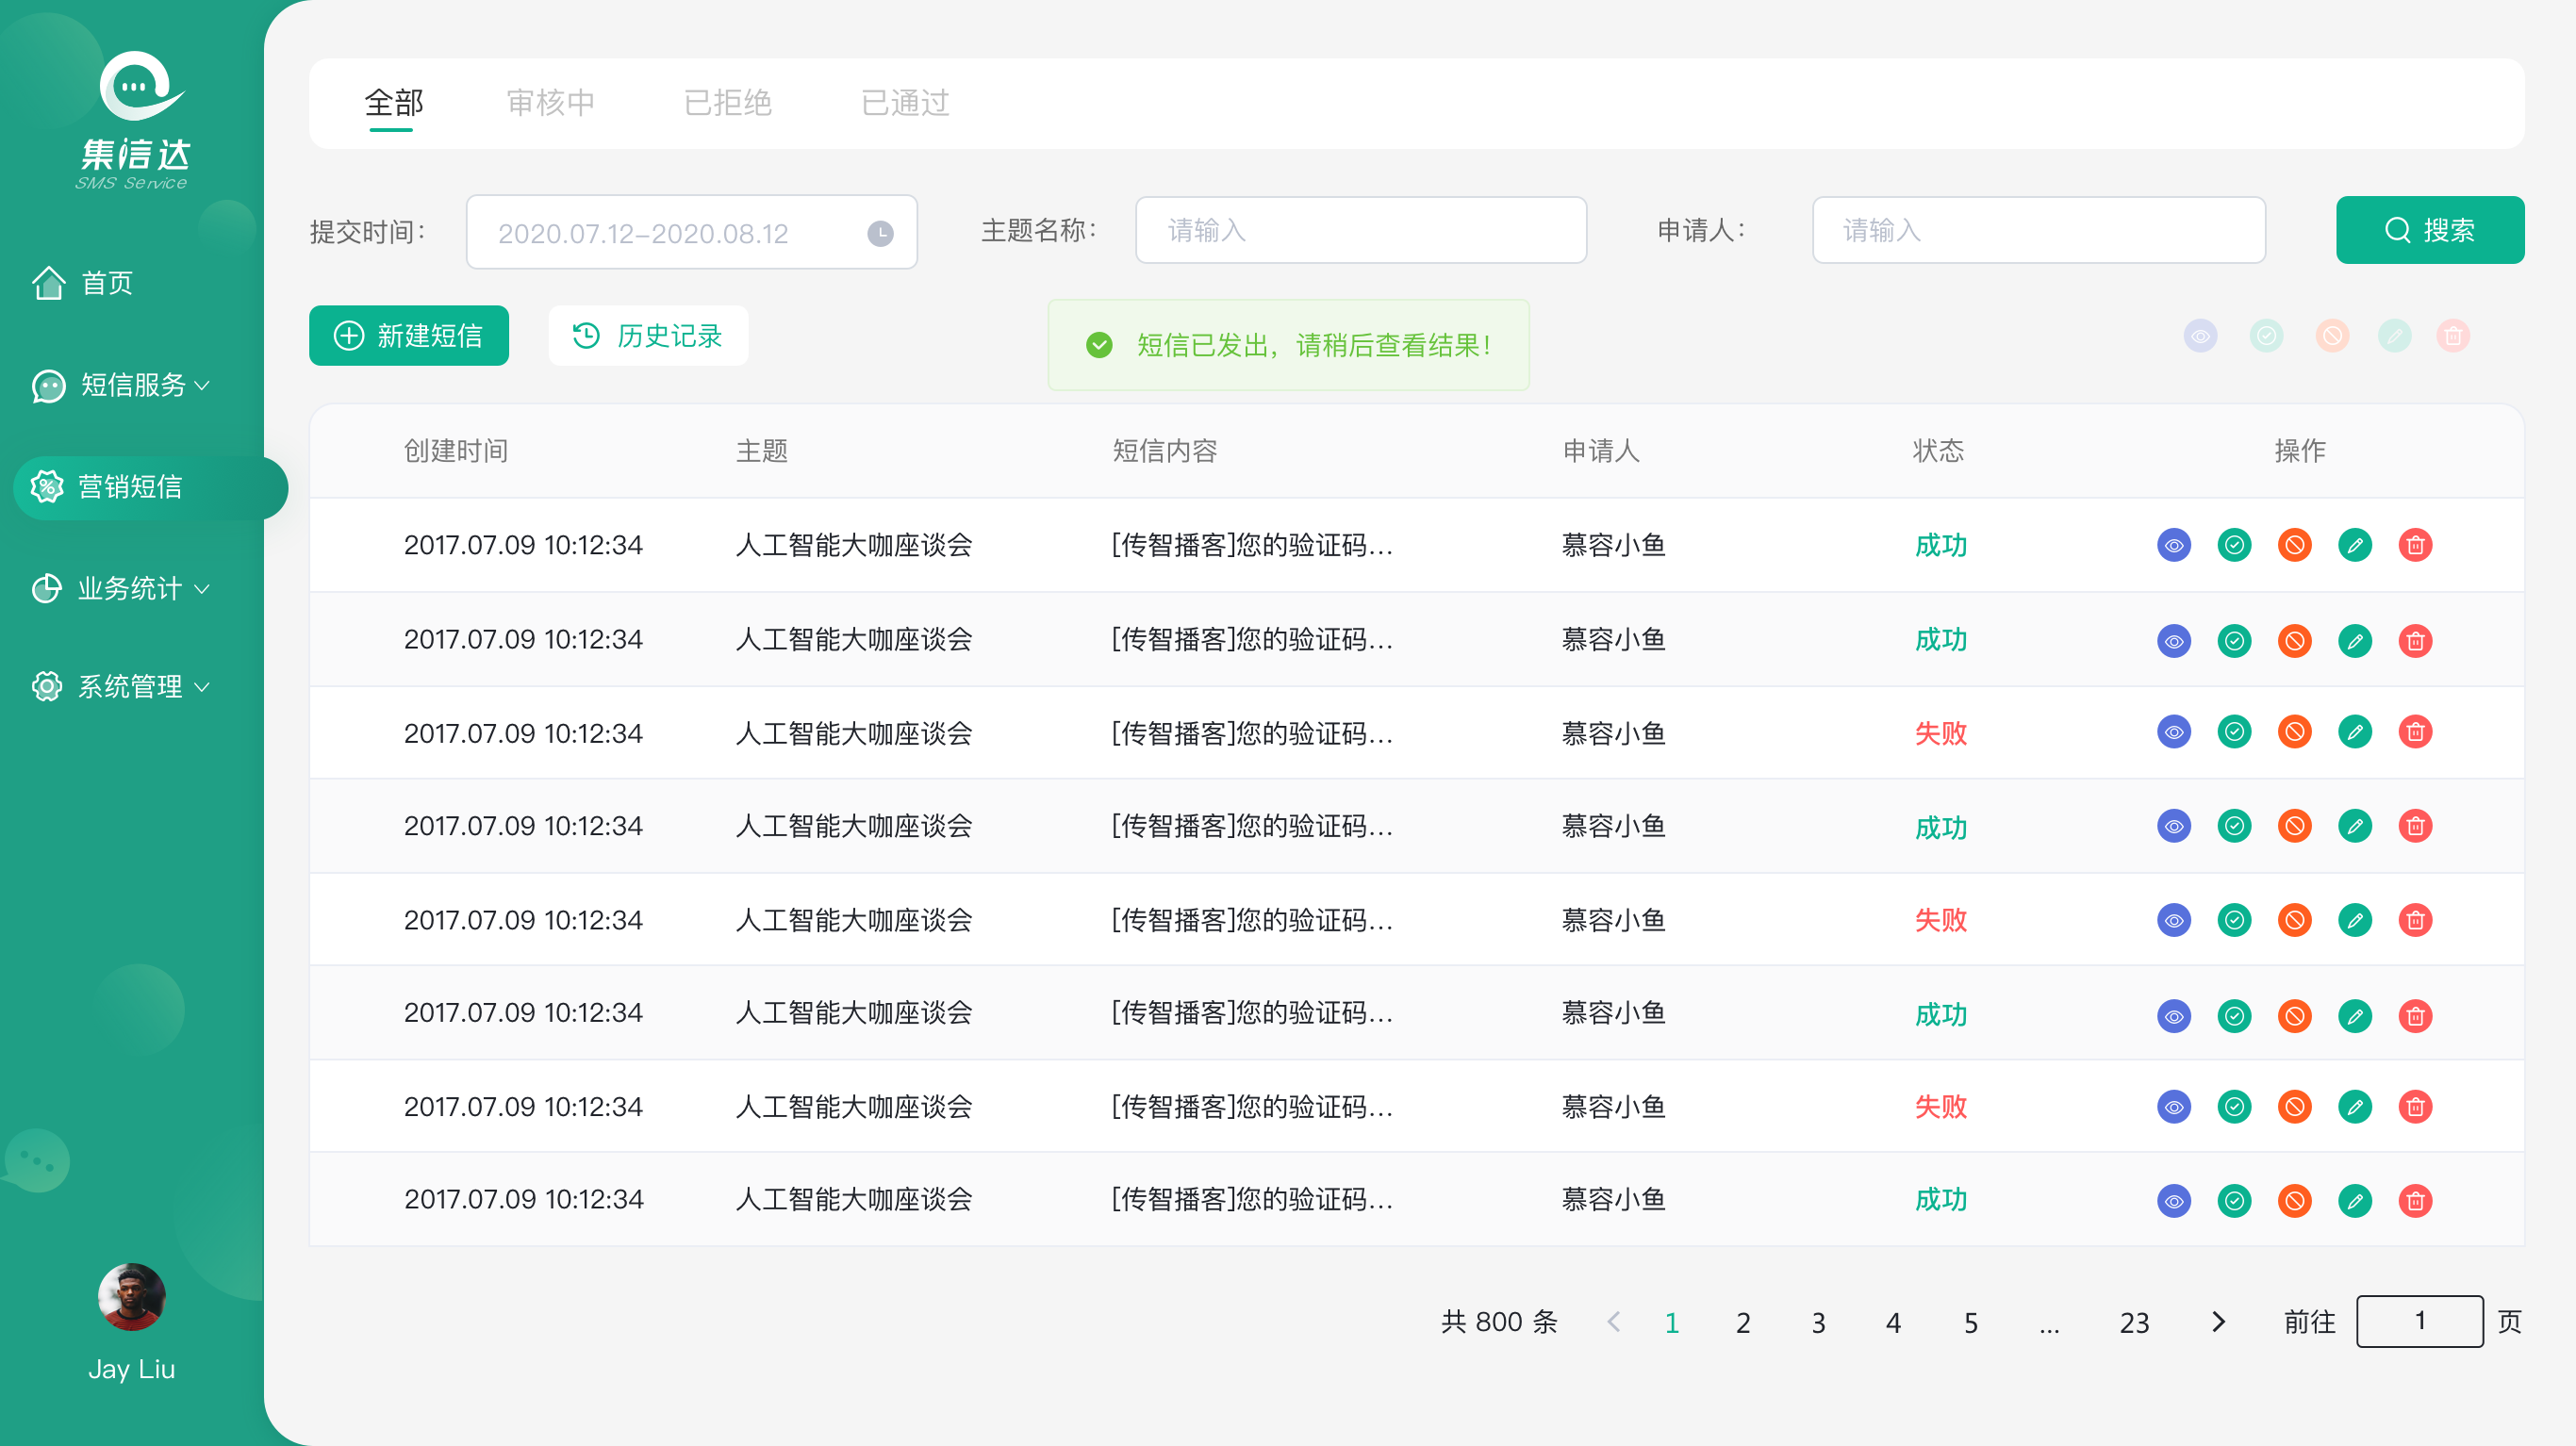 集信达
SMS Service
首页
短信服务
营销短信
业务统计
系统管理
Jay Liu
全部 审核中 已拒绝 已通过
提交时间： 2020.07.12-2020.08.12 主题名称： 请输入 申请人： 请输入 搜索
新建短信 历史记录 短信已发出，请稍后查看结果！
创建时间 主题 短信内容 申请人 状态 操作
2017.07.09 10:12:34 人工智能大咖座谈会 [传智播客]您的验证码... 慕容小鱼 成功
2017.07.09 10:12:34 人工智能大咖座谈会 [传智播客]您的验证码... 慕容小鱼 成功
2017.07.09 10:12:34 人工智能大咖座谈会 [传智播客]您的验证码... 慕容小鱼 失败
2017.07.09 10:12:34 人工智能大咖座谈会 [传智播客]您的验证码... 慕容小鱼 成功
2017.07.09 10:12:34 人工智能大咖座谈会 [传智播客]您的验证码... 慕容小鱼 失败
2017.07.09 10:12:34 人工智能大咖座谈会 [传智播客]您的验证码... 慕容小鱼 成功
2017.07.09 10:12:34 人工智能大咖座谈会 [传智播客]您的验证码... 慕容小鱼 失败
2017.07.09 10:12:34 人工智能大咖座谈会 [传智播客]您的验证码... 慕容小鱼 成功
共 800 条 1 2 3 4 5 ... 23 前往 1 页